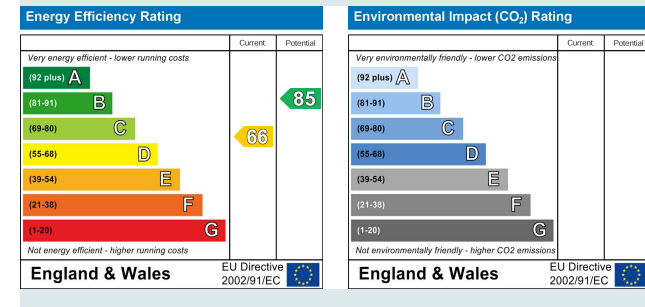 Energy Efficiency Rating
Current Potential
Very energy efficient - lower running costs
(92 plus) A
(81-91) B
85
(69-80) C
66
(55-68) D
(39-54) E
(21-38) F
(1-20) G
Not energy efficient - higher running costs
England & Wales
EU Directive
2002/91/EC
Environmental Impact (CO₂) Rating
Current Potential
Very environmentally friendly - lower CO2 emissions
(92 plus) A
(81-91) B
(69-80) C
(55-68) D
(39-54) E
(21-38) F
(1-20) G
Not environmentally friendly - higher CO2 emissions
England & Wales
EU Directive
2002/91/EC